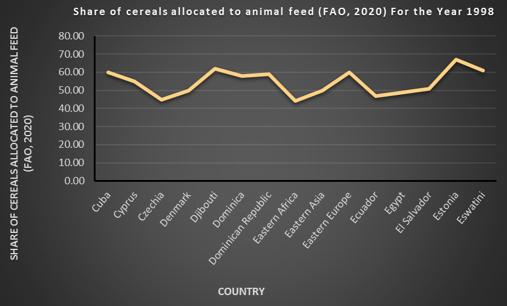 Share of cereals allocated to animal feed (FAO, 2020) For the Year 1998
SHARE OF CEREALS ALLOCATED TO ANIMAL FEED
(FAO, 2020)
80.00
70.00
60.00
50.00
40.00
30.00
20.00
10.00
0.00
Cuba
Cyprus
Czechia
Denmark
Djibouti
Dominica
Dominican Republic
Eastern Africa
Eastern Asia
Eastern Europe
Ecuador
Egypt
El Salvador
Estonia
Eswatini
COUNTRY